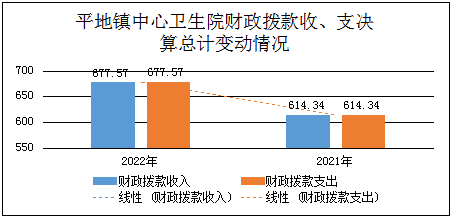 平地镇中心卫生院财政拨款收、支决
算总计变动情况
700
650
600
550
677.57
677.57
614.34
614.34
2022年
2021年
财政拨款收入
财政拨款支出
线性 (财政拨款收入)
线性 (财政拨款支出)